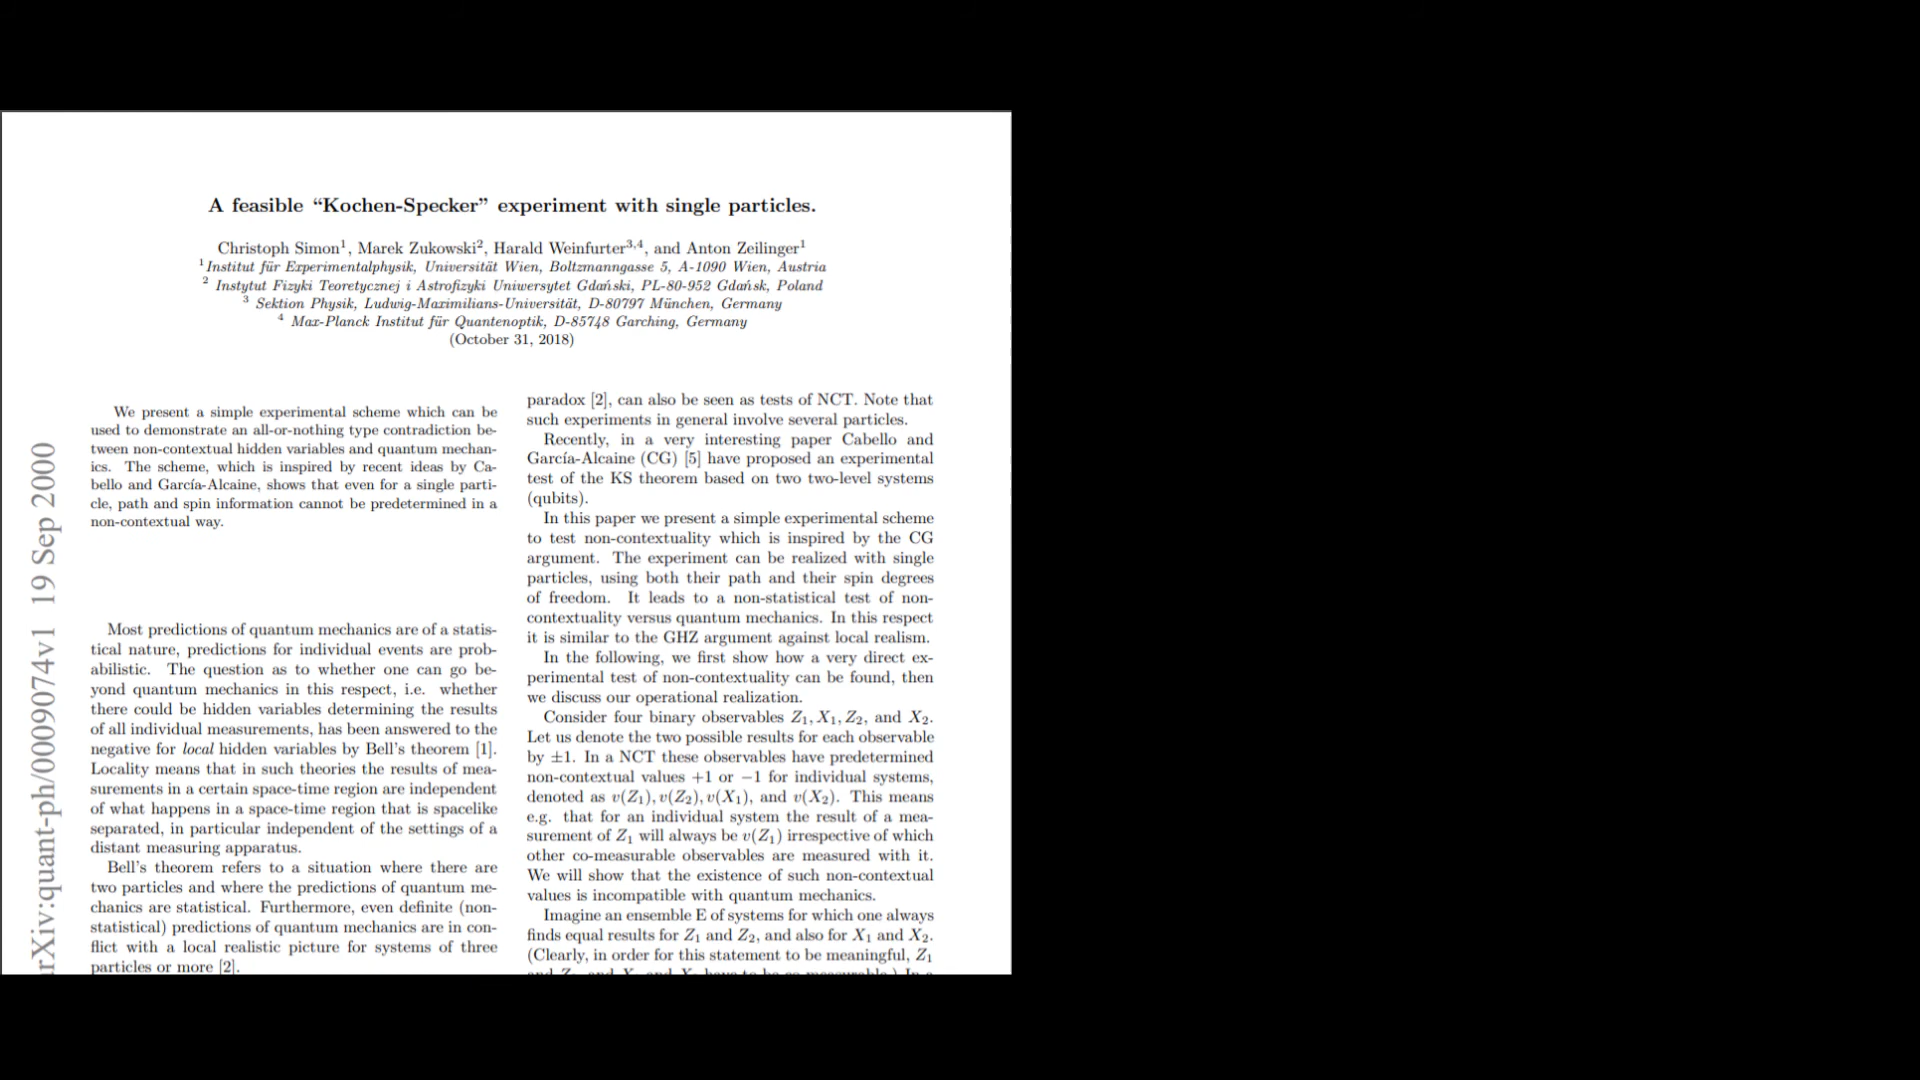 A feasible “Kochen-Specker” experiment with single particles.
Christoph Simon1, Marek Zukowski2, Harald Weinfurter3,4, and Anton Zeilinger1
1 Institut für Experimentalphysik, Universität Wien, Boltzmanngasse 5, A-1090 Wien, Austria
2 Instytut Fizyki Teoretycznej i Astrofizyki Uniwersytet Gdański, PL-80-952 Gdańsk, Poland
3 Sektion Physik, Ludwig-Maximilians-Universität, D-80797 München, Germany
4 Max-Planck Institut für Quantenoptik, D-85748 Garching, Germany
(October 31, 2018)
rXiv:quant-ph/0009074v1 19 Sep 2000
We present a simple experimental scheme which can be
used to demonstrate an all-or-nothing type contradiction be-
tween non-contextual hidden variables and quantum mechan-
ics. The scheme, which is inspired by recent ideas by Ca-
bello and García-Alcaine, shows that even for a single parti-
cle, path and spin information cannot be predetermined in a
non-contextual way.
Most predictions of quantum mechanics are of a statis-
tical nature, predictions for individual events are prob-
abilistic. The question as to whether one can go be-
yond quantum mechanics in this respect, i.e. whether
there could be hidden variables determining the results
of all individual measurements, has been answered to the
negative for local hidden variables by Bell's theorem [1].
Locality means that in such theories the results of mea-
surements in a certain space-time region are independent
of what happens in a space-time region that is spacelike
separated, in particular independent of the settings of a
distant measuring apparatus.
Bell's theorem refers to a situation where there are
two particles and where the predictions of quantum me-
chanics are statistical. Furthermore, even definite (non-
statistical) predictions of quantum mechanics are in con-
flict with a local realistic picture for systems of three
particles or more [2].
paradox [2], can also be seen as tests of NCT. Note that
such experiments in general involve several particles.
Recently, in a very interesting paper Cabello and
García-Alcaine (CG) [5] have proposed an experimental
test of the KS theorem based on two two-level systems
(qubits).
In this paper we present a simple experimental scheme
to test non-contextuality which is inspired by the CG
argument. The experiment can be realized with single
particles, using both their path and their spin degrees
of freedom. It leads to a non-statistical test of non-
contextuality versus quantum mechanics. In this respect
it is similar to the GHZ argument against local realism.
In the following, we first show how a very direct ex-
perimental test of non-contextuality can be found, then
we discuss our operational realization.
Consider four binary observables Z1, X1, Z2, and X2.
Let us denote the two possible results for each observable
by ±1. In a NCT these observables have predetermined
non-contextual values +1 or −1 for individual systems,
denoted as v(Z1), v(Z2), v(X1), and v(X2). This means
e.g. that for an individual system the result of a mea-
surement of Z1 will always be v(Z1) irrespective of which
other co-measurable observables are measured with it.
We will show that the existence of such non-contextual
values is incompatible with quantum mechanics.
Imagine an ensemble E of systems for which one always
finds equal results for Z1 and Z2, and also for X1 and X2.
(Clearly, in order for this statement to be meaningful, Z1